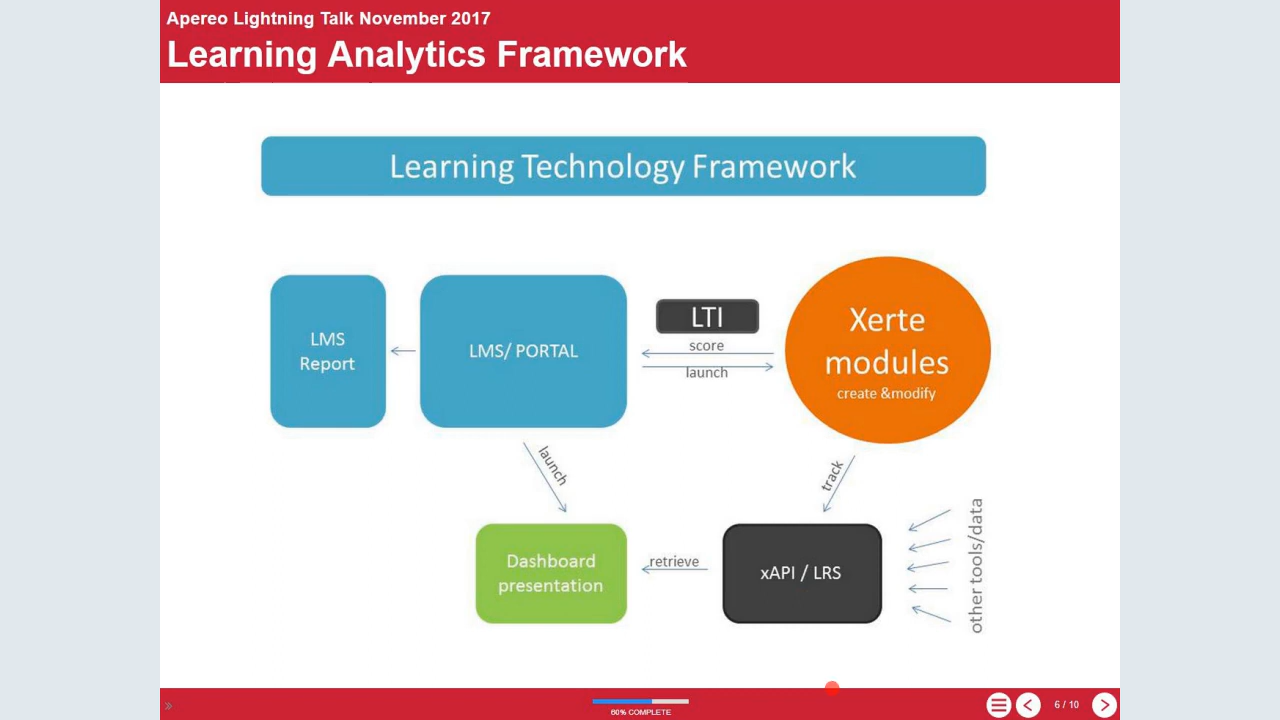 Apereo Lightning Talk November 2017
Learning Analytics Framework
Learning Technology Framework
LMS
Report
LMS/ PORTAL
LTI
score
launch
Xerte
modules
create &modify
launch
track
Dashboard
presentation
retrieve
xAPI / LRS
other tools/data
60% COMPLETE
6 / 10